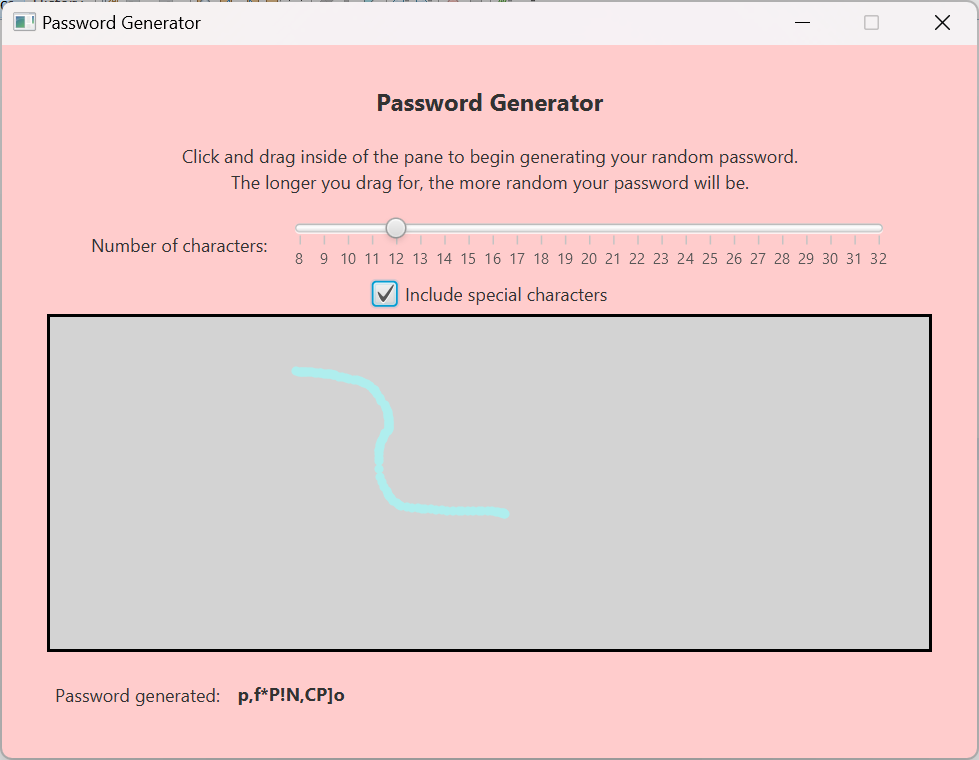 Password Generator
Password Generator
Click and drag inside of the pane to begin generating your random password.
The longer you drag for, the more random your password will be.
Number of characters:
8 9 10 11 12 13 14 15 16 17 18 19 20 21 22 23 24 25 26 27 28 29 30 31 32
Include special characters
Password generated: p,f*P!N,CP]o